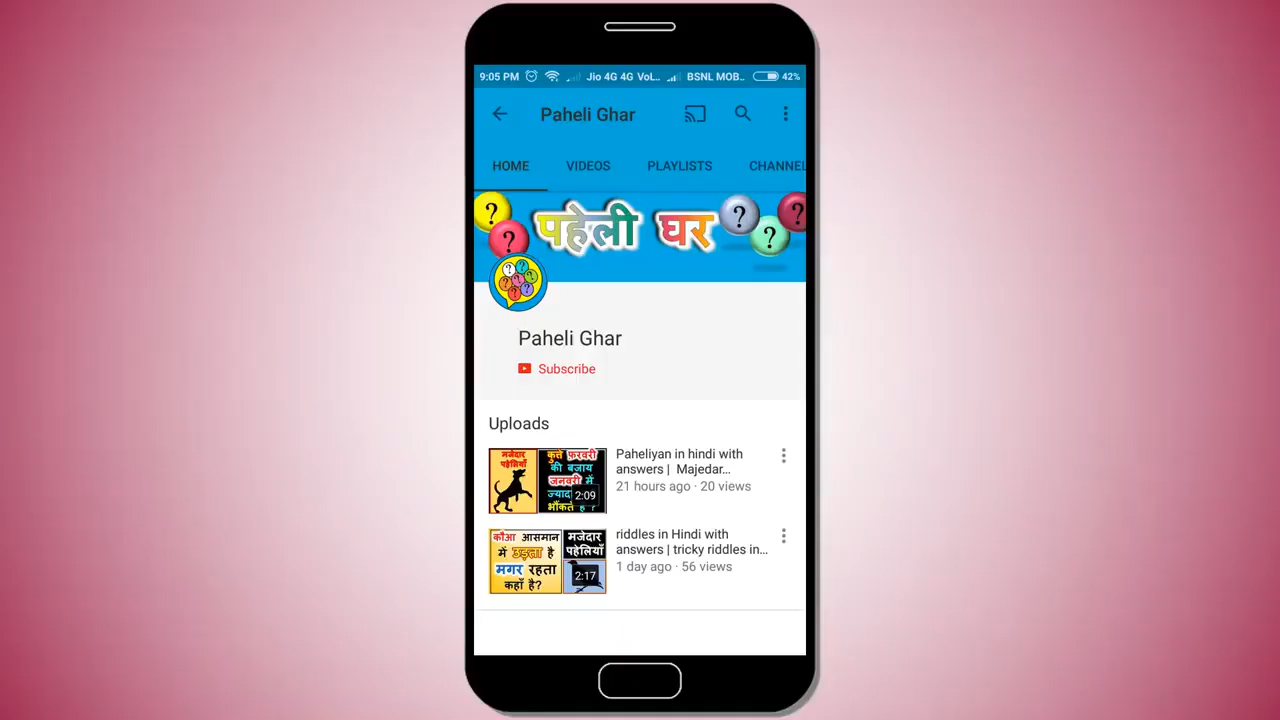 9:05 PM Jio 4G 4G VoL.. BSNL MOB.. 42%
Paheli Ghar
HOME VIDEOS PLAYLISTS CHANNEL
? ? पहेली घर ? ? ?
? ? ? ? ? ? ?
Paheli Ghar
Subscribe
Uploads
मजेदार
पहेलियाँ
कुत्ते फ़रवरी
की बजाय
जनवरी में
ज्याद
भौंकते है ?
2:09
Paheliyan in hindi with
answers | Majedar...
21 hours ago · 20 views
कौआ आसमान
में उड़ता है
मगर रहता
कहाँ है?
मजेदार
पहेलियाँ
2:17
riddles in Hindi with
answers | tricky riddles in...
1 day ago · 56 views